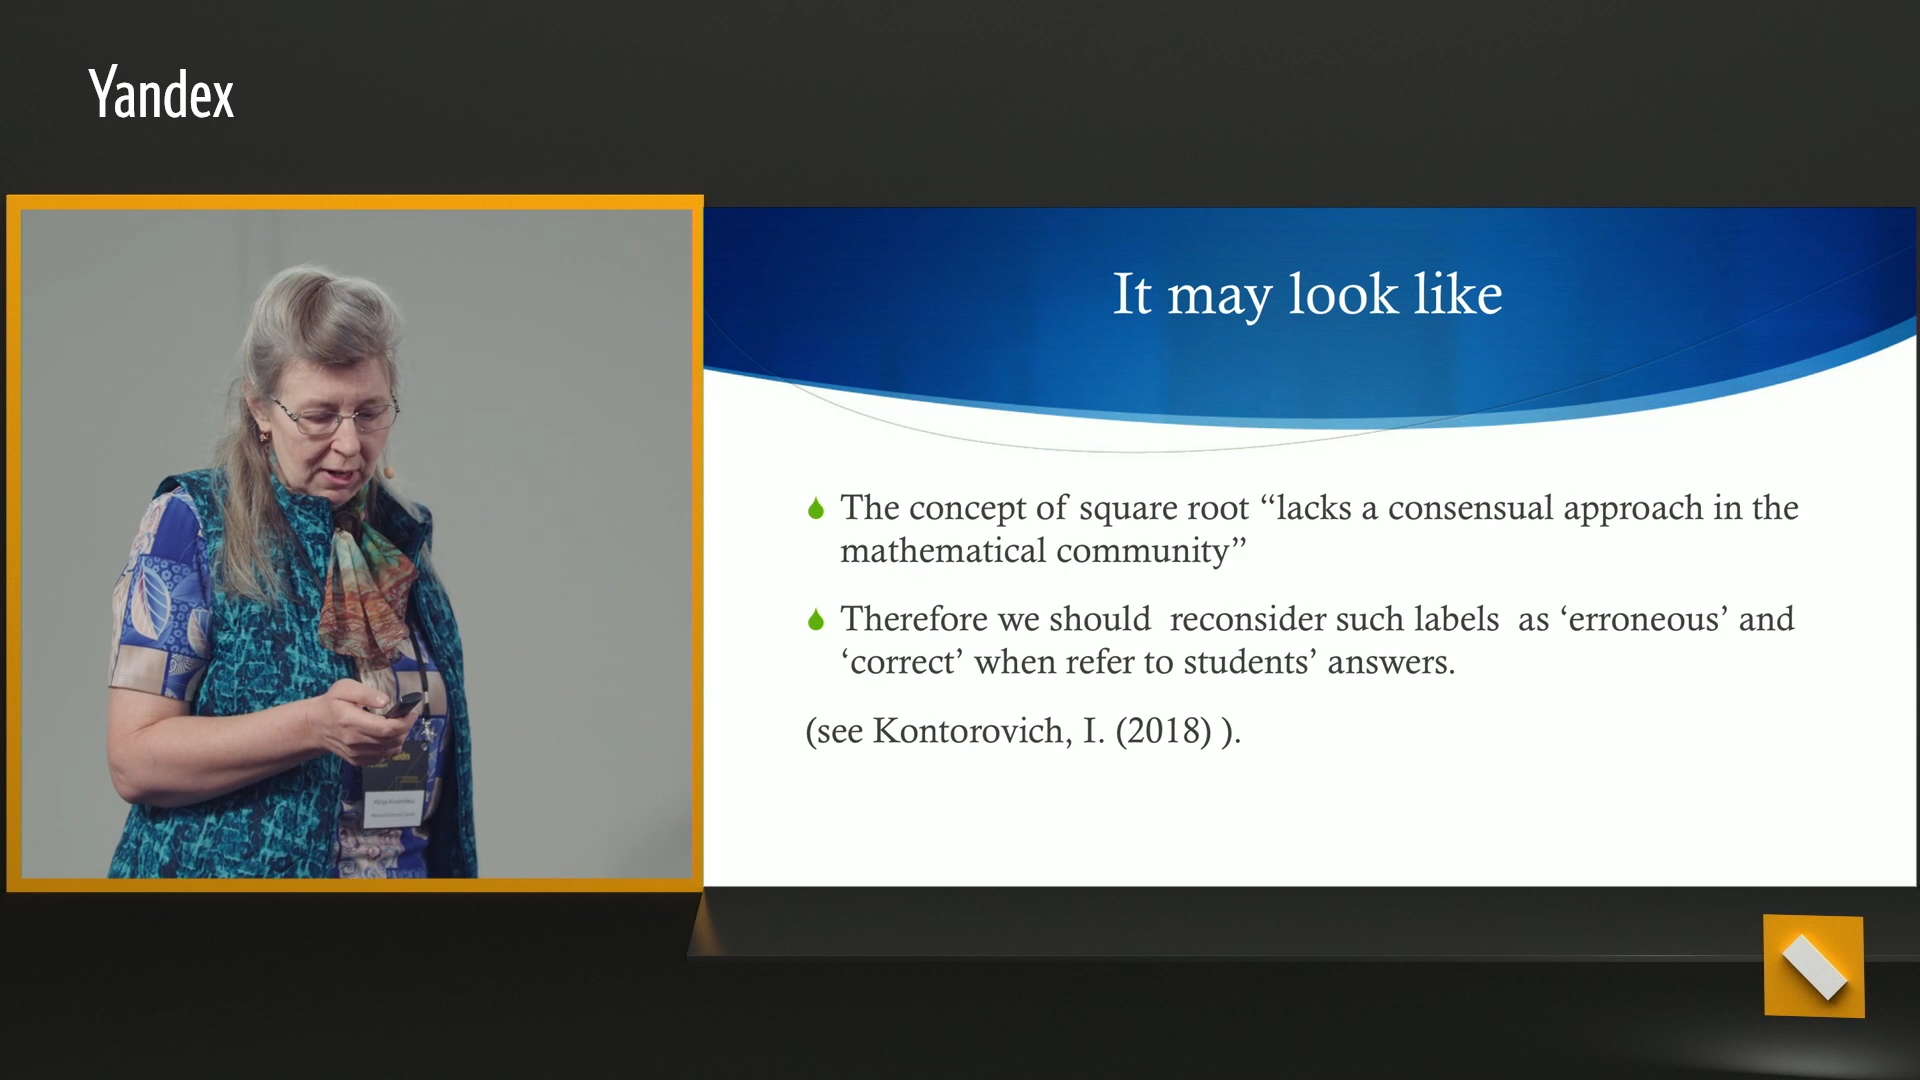 Yandex
It may look like
The concept of square root “lacks a consensual approach in the
mathematical community”
Therefore we should reconsider such labels as ‘erroneous’ and
‘correct’ when refer to students’ answers.
(see Kontorovich, I. (2018) ).